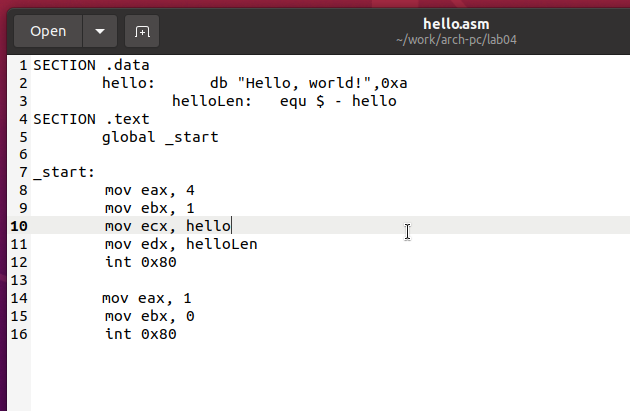 Open
hello.asm
~/work/arch-pc/lab04
1 SECTION .data
2 hello: db "Hello, world!",0xa
3 helloLen: equ $ - hello
4 SECTION .text
5 global _start
6
7 _start:
8 mov eax, 4
9 mov ebx, 1
10 mov ecx, hello
11 mov edx, helloLen
12 int 0x80
13
14 mov eax, 1
15 mov ebx, 0
16 int 0x80